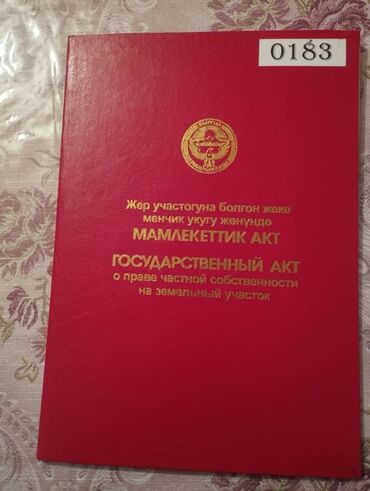 0183
Жер участогуна болгон жеке
менчик укугу жөнүндө
МАМЛЕКЕТТИК АКТ
ГОСУДАРСТВЕННЫЙ АКТ
о праве частной собственности
на земельный участок